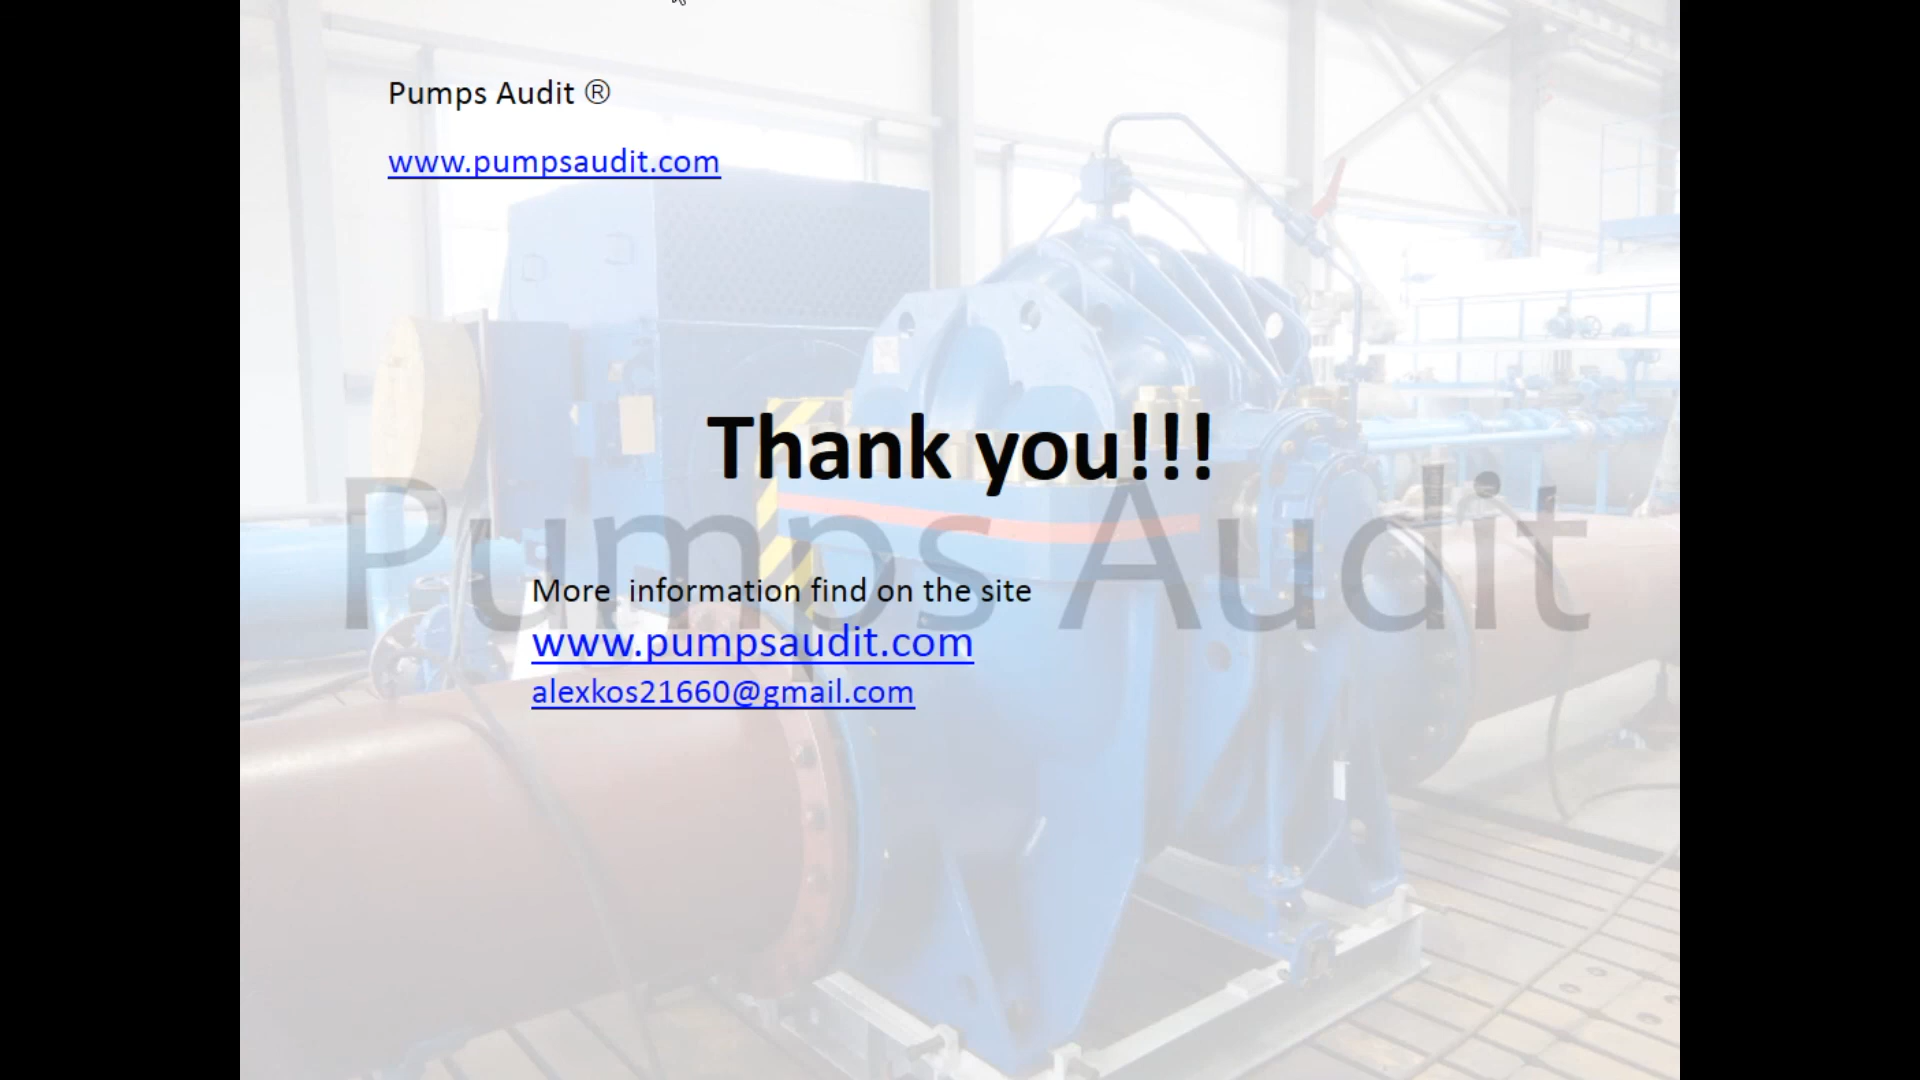 Pumps Audit ®
www.pumpsaudit.com
Thank you!!!
Pumps Audit
More  information find on the site
www.pumpsaudit.com
alexkos21660@gmail.com